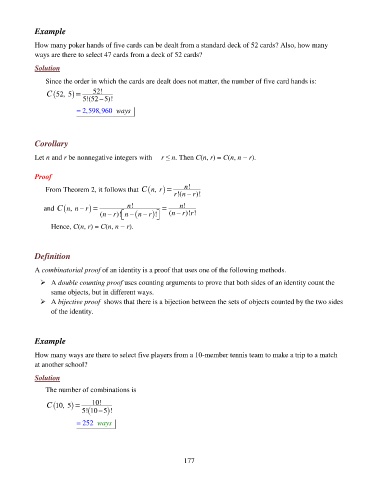 Example
How many poker hands of five cards can be dealt from a standard deck of 52 cards? Also, how many
ways are there to select 47 cards from a deck of 52 cards?
Solution
Since the order in which the cards are dealt does not matter, the number of five card hands is:
C(52, 5) = 52! / 5!(52−5)!
= 2,598,960 ways
Corollary
Let n and r be nonnegative integers with r ≤ n. Then C(n, r) = C(n, n − r).
Proof
From Theorem 2, it follows that C(n, r) = n! / r!(n−r)!
and C(n, n−r) = n! / (n−r)![n−(n−r)!] = n! / (n−r)!r!
Hence, C(n, r) = C(n, n − r).
Definition
A combinatorial proof of an identity is a proof that uses one of the following methods.
➢ A double counting proof uses counting arguments to prove that both sides of an identity count the
same objects, but in different ways.
➢ A bijective proof shows that there is a bijection between the sets of objects counted by the two sides
of the identity.
Example
How many ways are there to select five players from a 10-member tennis team to make a trip to a match
at another school?
Solution
The number of combinations is
C(10, 5) = 10! / 5!(10−5)!
= 252 ways
177